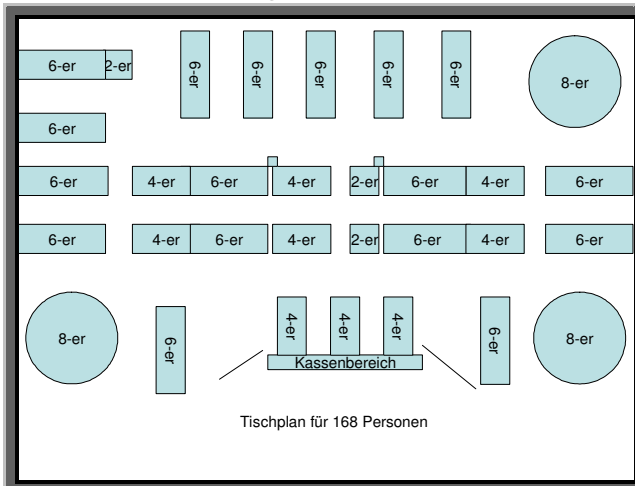 6-er 2-er 6-er 6-er 6-er 6-er 6-er 8-er
6-er
6-er 4-er 6-er 4-er 2-er 6-er 4-er 6-er
6-er 4-er 6-er 4-er 2-er 6-er 4-er 6-er
8-er 6-er 4-er 4-er 4-er 6-er 8-er
Kassenbereich
Tischplan für 168 Personen